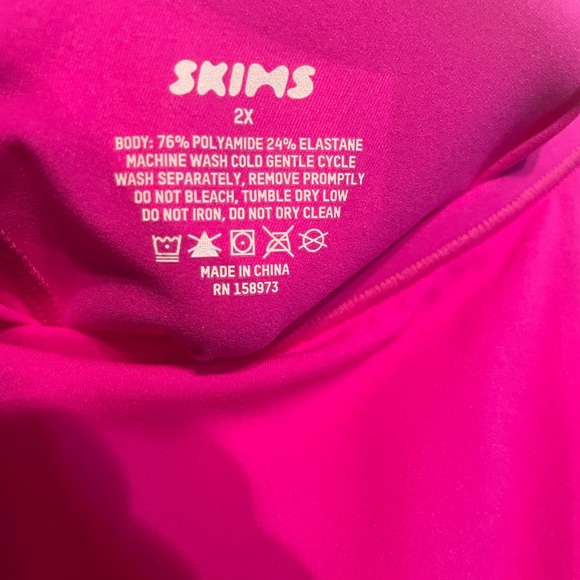 SKIMS
2X
BODY: 76% POLYAMIDE 24% ELASTANE
MACHINE WASH COLD GENTLE CYCLE
WASH SEPARATELY, REMOVE PROMPTLY
DO NOT BLEACH, TUMBLE DRY LOW
DO NOT IRON, DO NOT DRY CLEAN
MADE IN CHINA
RN 158973